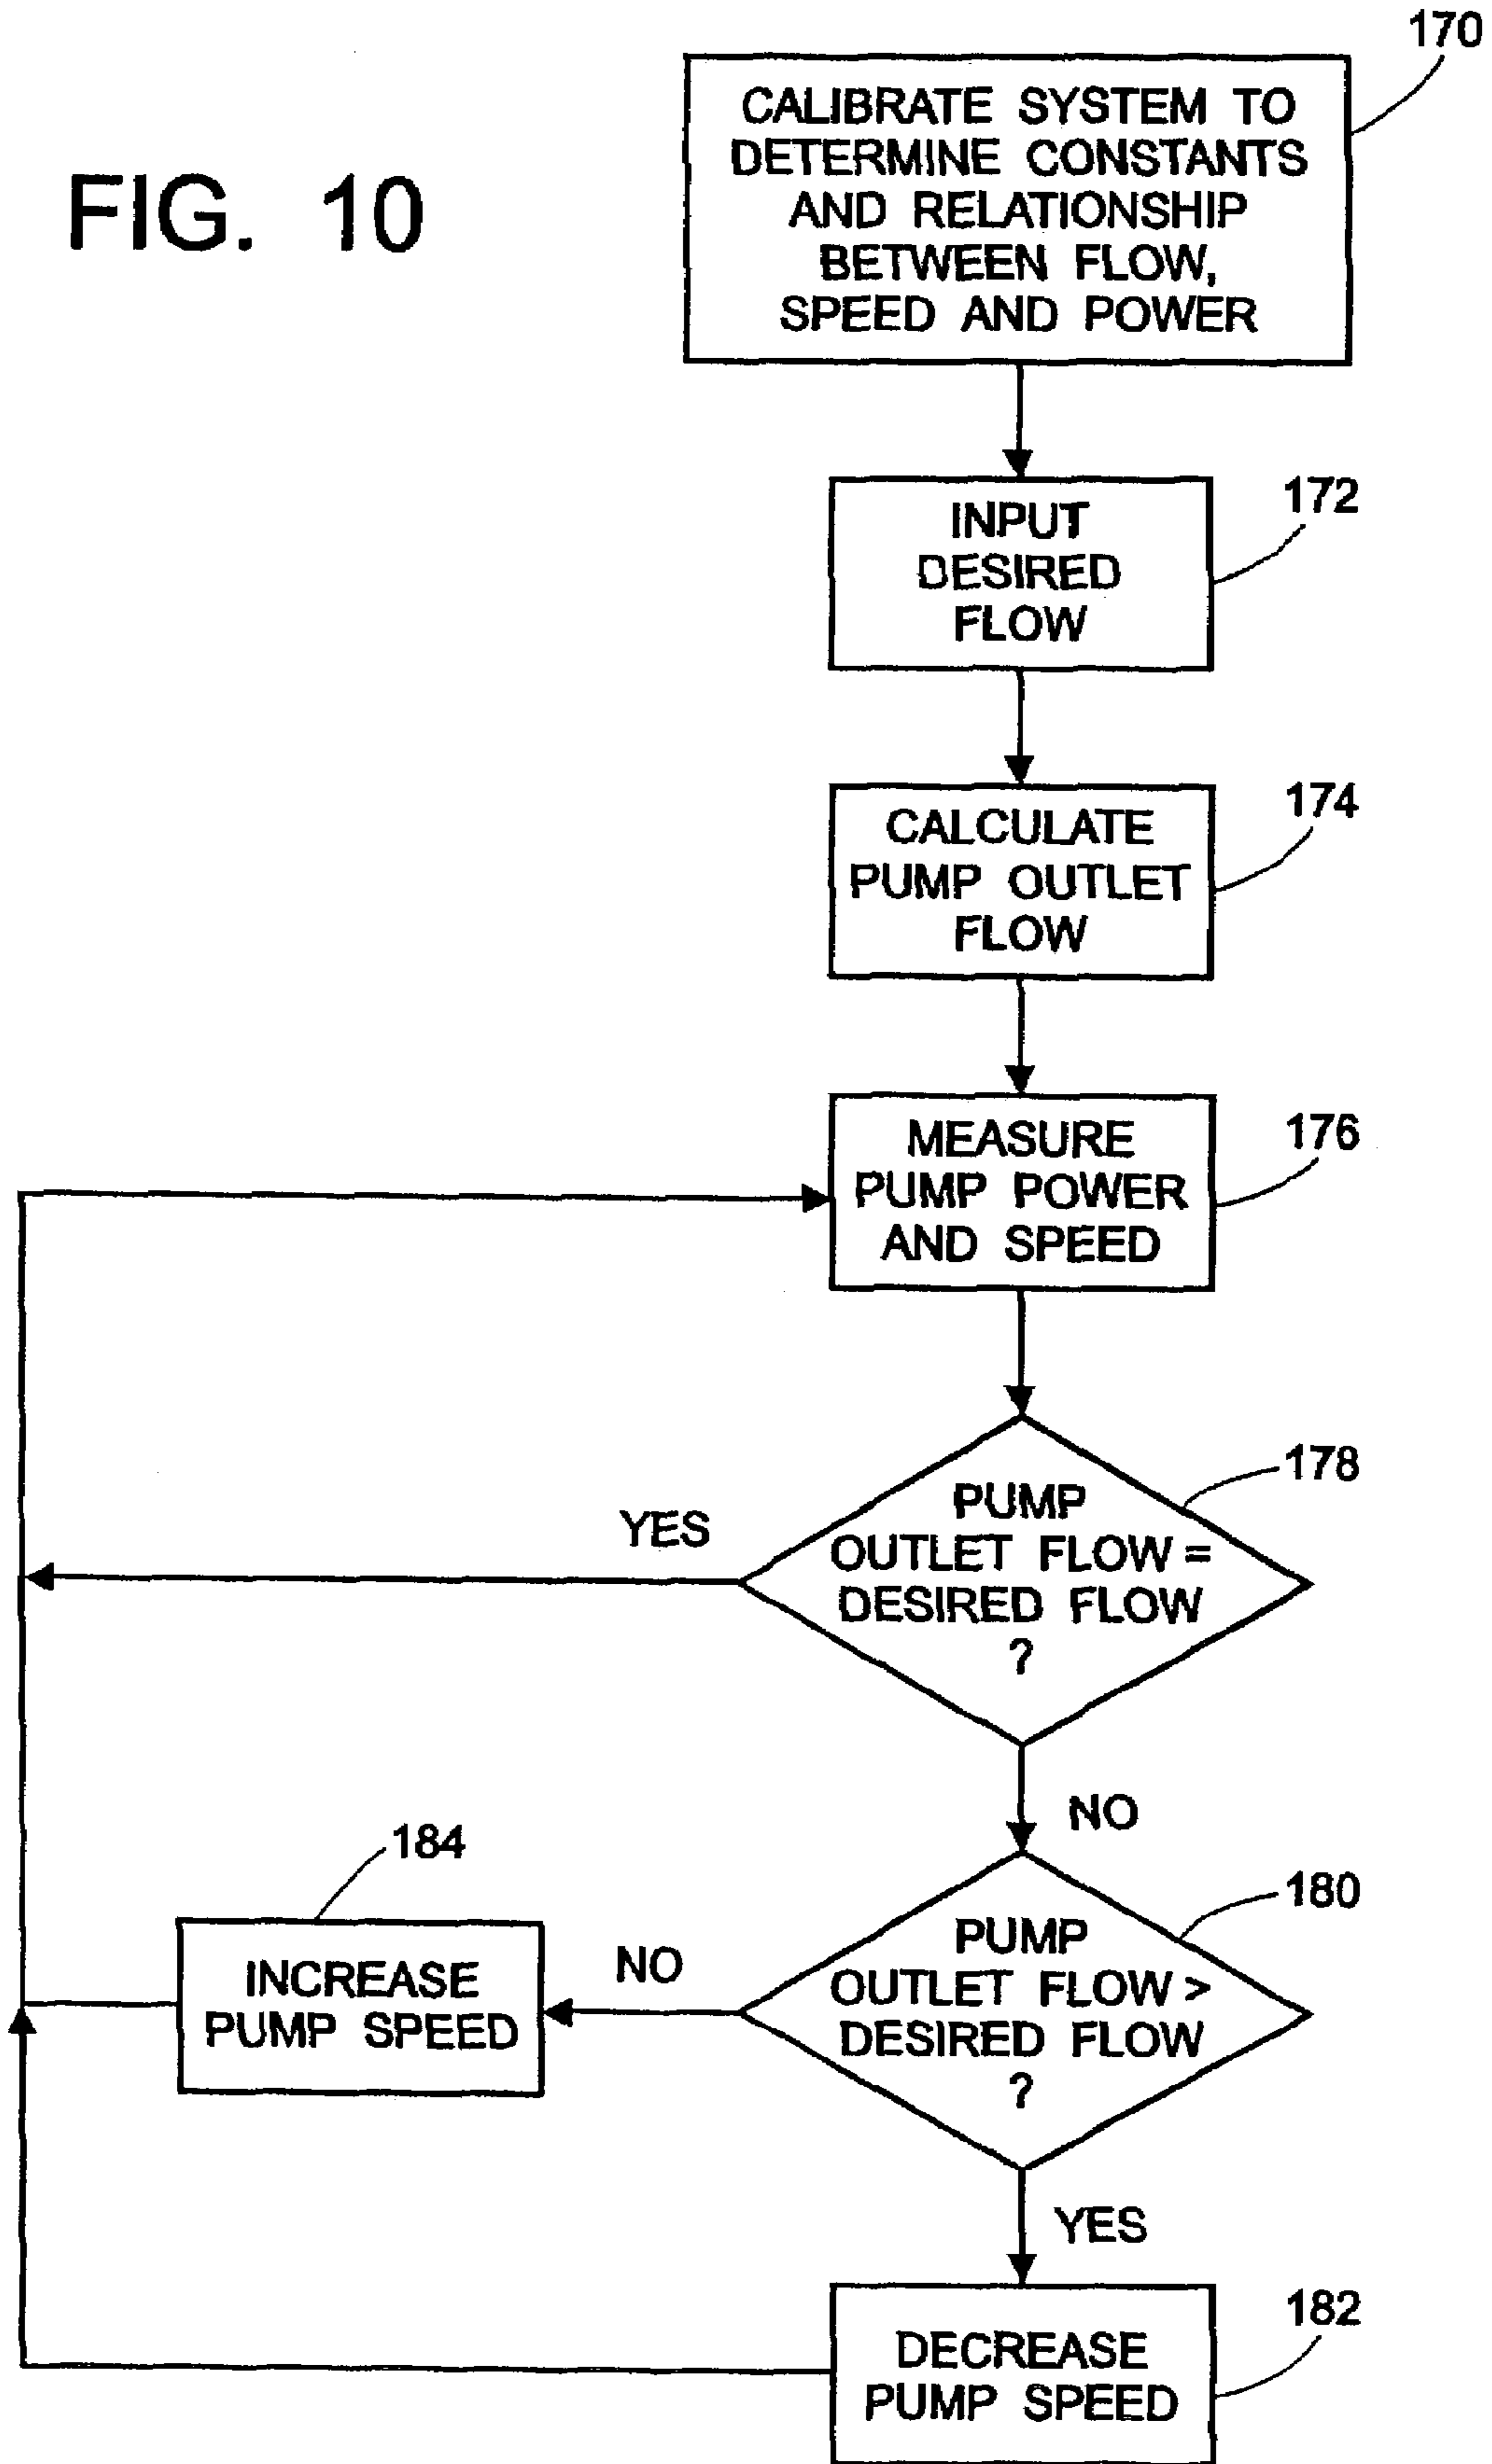 FIG. 10
170
CALIBRATE SYSTEM TO
DETERMINE CONSTANTS
AND RELATIONSHIP
BETWEEN FLOW,
SPEED AND POWER
172
INPUT
DESIRED
FLOW
174
CALCULATE
PUMP OUTLET
FLOW
176
MEASURE
PUMP POWER
AND SPEED
178
PUMP
OUTLET FLOW =
DESIRED FLOW
?
YES
NO
180
PUMP
OUTLET FLOW >
DESIRED FLOW
?
NO
184
INCREASE
PUMP SPEED
YES
182
DECREASE
PUMP SPEED